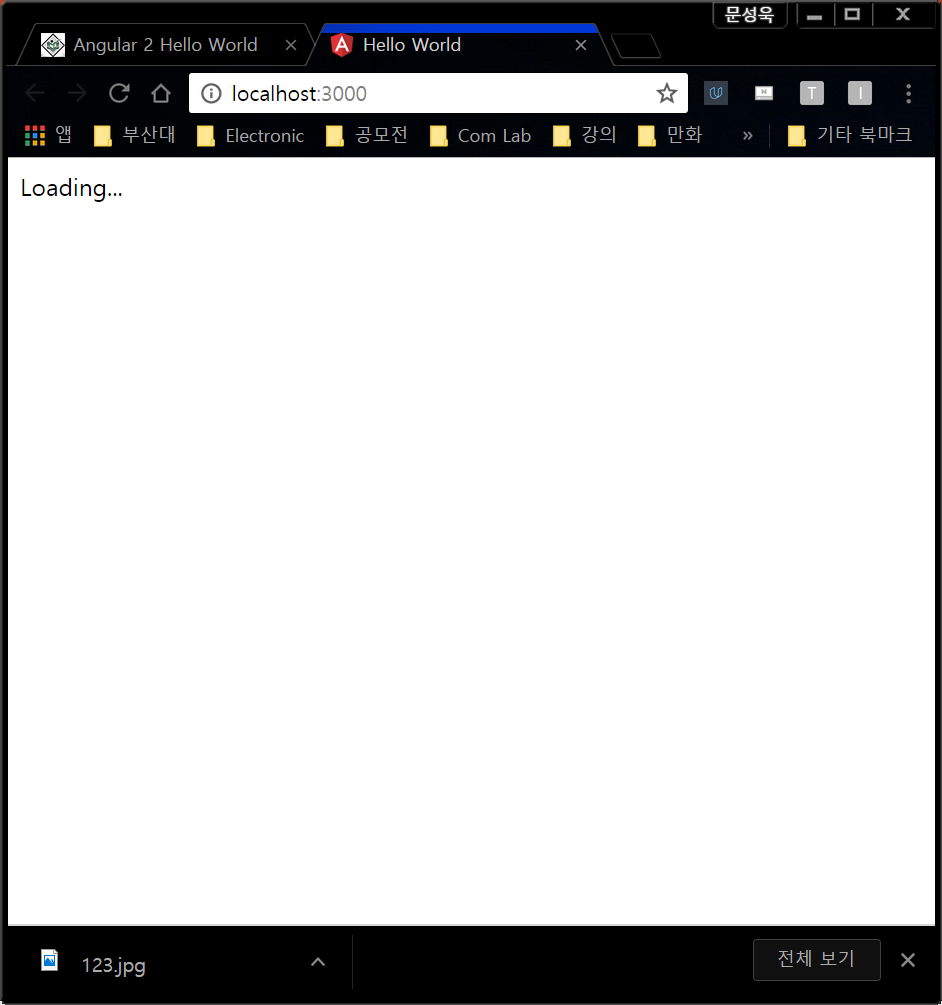 문성욱
Angular 2 Hello World
Hello World
localhost:3000
T
I
앱 부산대 Electronic 공모전 Com Lab 강의 만화 » 기타 북마크
Loading...
123.jpg
전체 보기